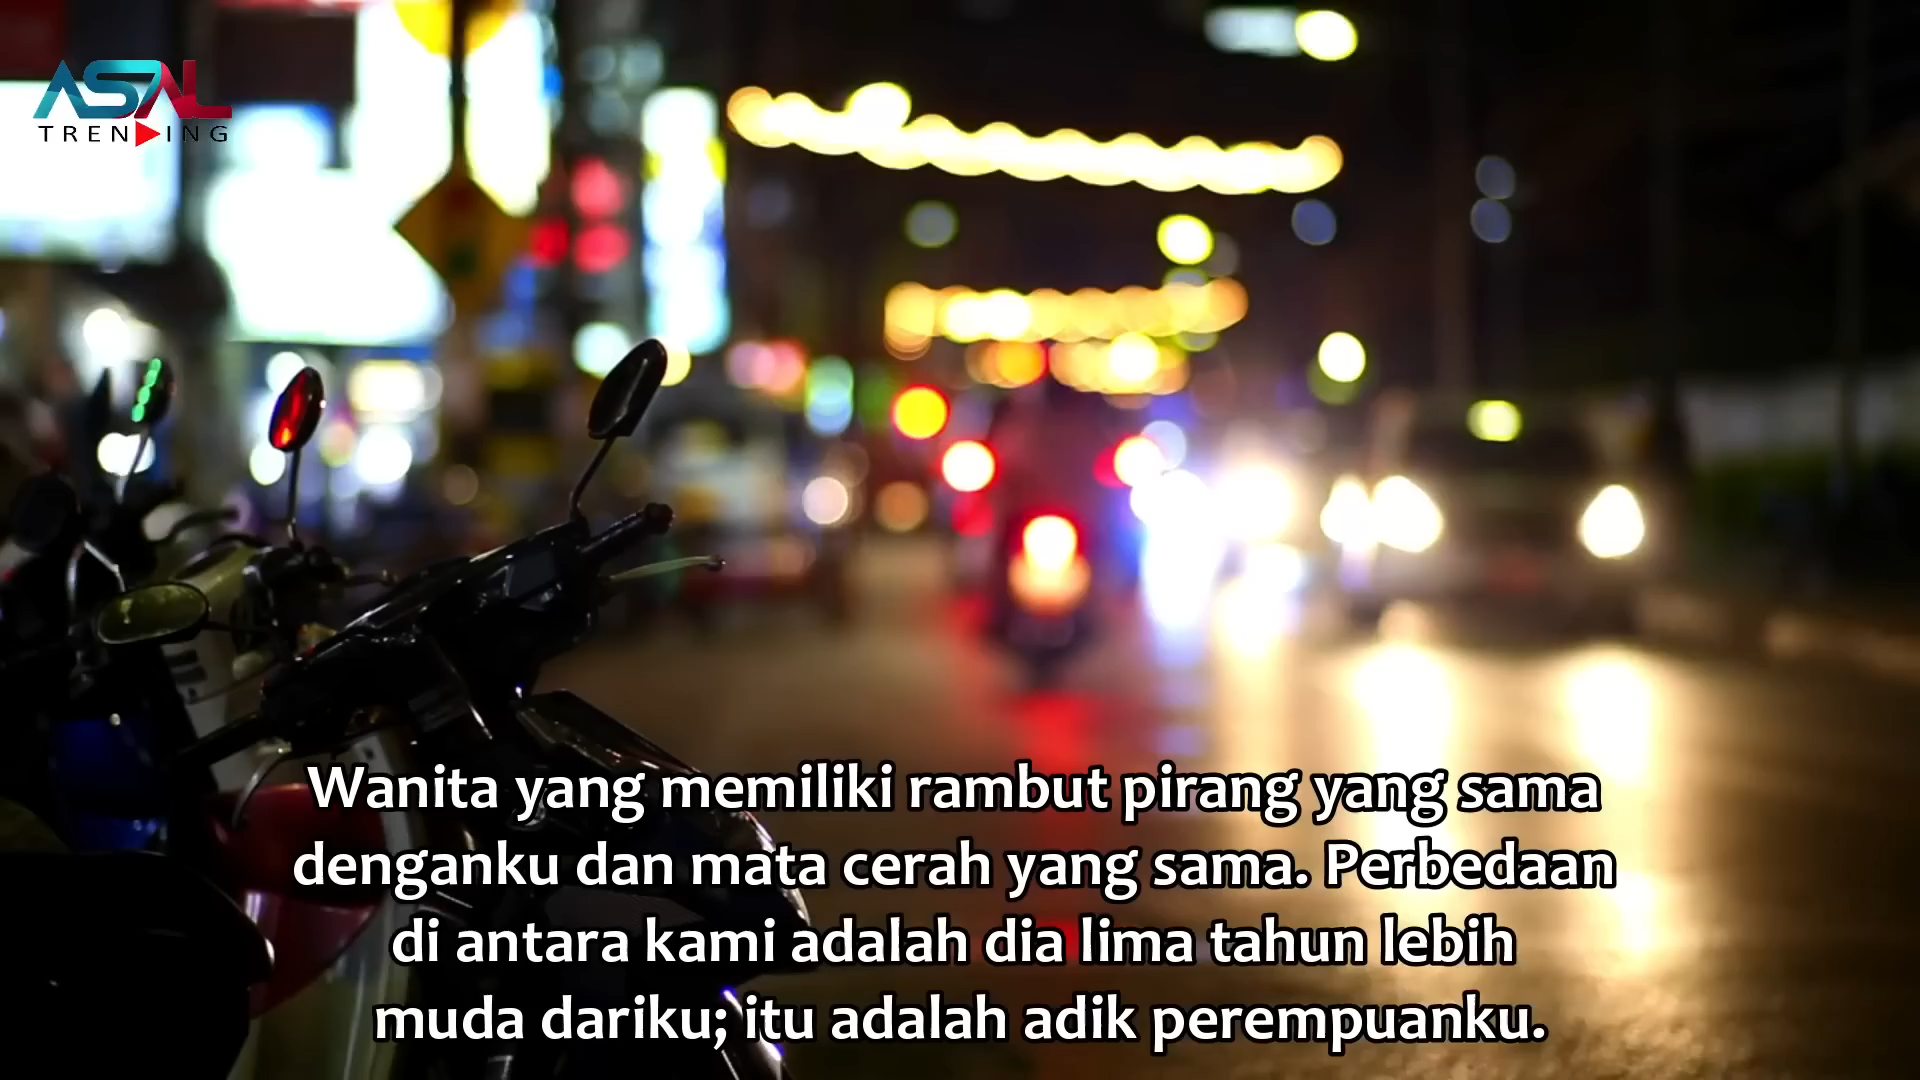 ASAL
TRENDING
Wanita yang memiliki rambut pirang yang sama
denganku dan mata cerah yang sama. Perbedaan
di antara kami adalah dia lima tahun lebih
muda dariku; itu adalah adik perempuanku.